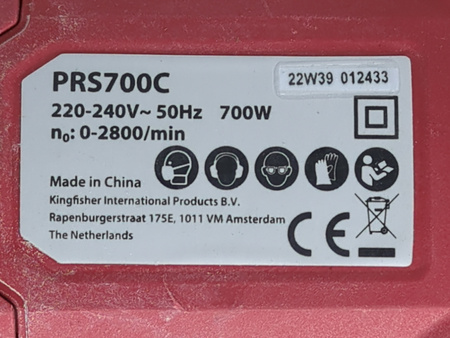 PRS700C
22W39 012433
220-240V~ 50Hz 700W
n₀: 0-2800/min
Made in China
Kingfisher International Products B.V.
Rapenburgerstraat 175E, 1011 VM Amsterdam
The Netherlands
CE